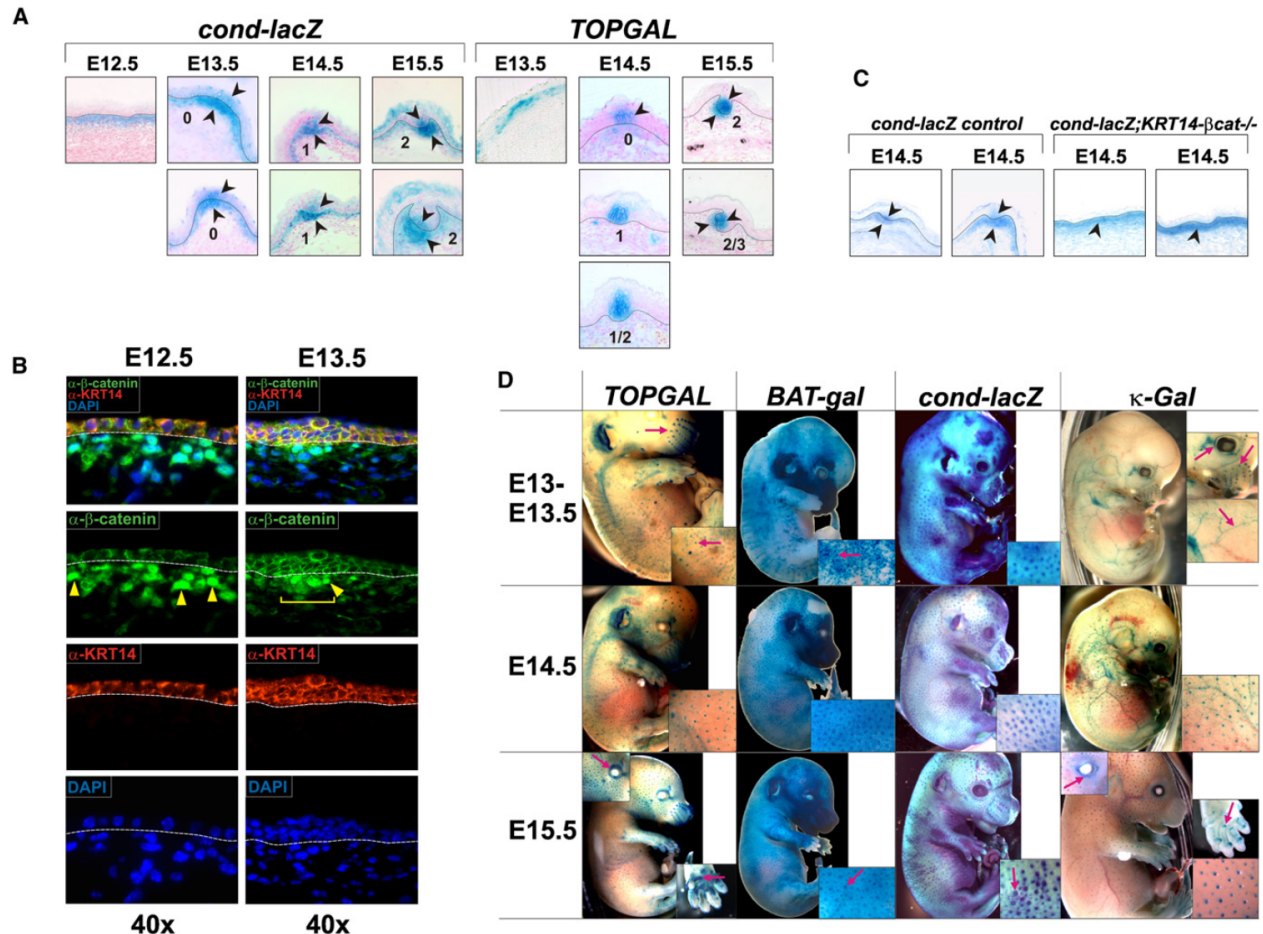 A
cond-lacZ
TOPGAL
E12.5
E13.5
E14.5
E15.5
E13.5
E14.5
E15.5
0
1
2
0
2
0
1
2
1
2/3
1/2
C
cond-lacZ control
cond-lacZ;KRT14-βcat-/-
E14.5
E14.5
E14.5
E14.5
B
E12.5
E13.5
α-β-catenin
α-KRT14
DAPI
α-β-catenin
α-KRT14
DAPI
α-β-catenin
α-β-catenin
α-KRT14
α-KRT14
DAPI
DAPI
40x
40x
D
TOPGAL
BAT-gal
cond-lacZ
κ-Gal
E13-
E13.5
E14.5
E15.5